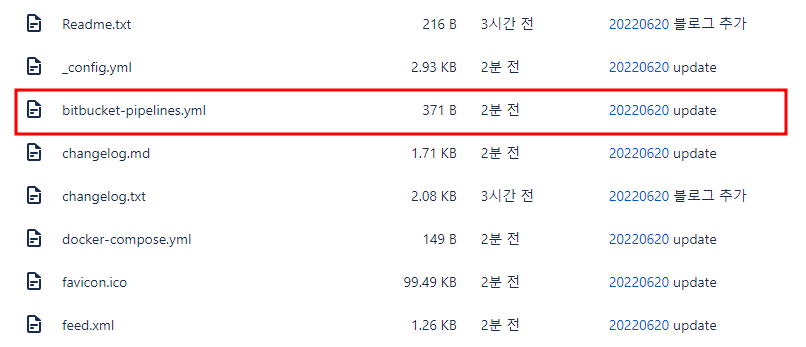 Readme.txt 216 B 3시간 전 20220620 블로그 추가
_config.yml 2.93 KB 2분 전 20220620 update
bitbucket-pipelines.yml 371 B 2분 전 20220620 update
changelog.md 1.71 KB 2분 전 20220620 update
changelog.txt 2.08 KB 3시간 전 20220620 블로그 추가
docker-compose.yml 149 B 2분 전 20220620 update
favicon.ico 99.49 KB 2분 전 20220620 update
feed.xml 1.26 KB 2분 전 20220620 update